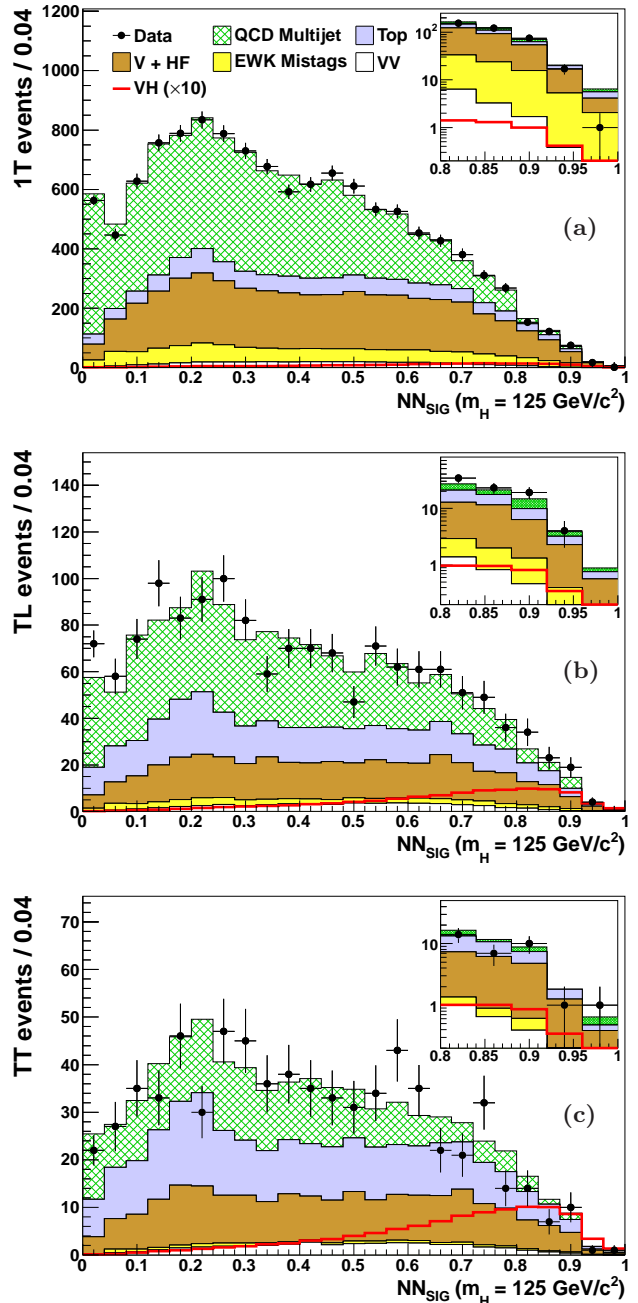 1T events / 0.04
1200
1000
800
600
400
200
0
Data
QCD Multijet
Top
V + HF
EWK Mistags
VV
VH (×10)
10²
10
1
0.8 0.85 0.9 0.95 1
(a)
0 0.1 0.2 0.3 0.4 0.5 0.6 0.7 0.8 0.9 1
NN_SIG (m_H = 125 GeV/c²)
TL events / 0.04
140
120
100
80
60
40
20
0
10
1
0.8 0.85 0.9 0.95 1
(b)
0 0.1 0.2 0.3 0.4 0.5 0.6 0.7 0.8 0.9 1
NN_SIG (m_H = 125 GeV/c²)
TT events / 0.04
70
60
50
40
30
20
10
0
10
1
0.8 0.85 0.9 0.95 1
(c)
0 0.1 0.2 0.3 0.4 0.5 0.6 0.7 0.8 0.9 1
NN_SIG (m_H = 125 GeV/c²)